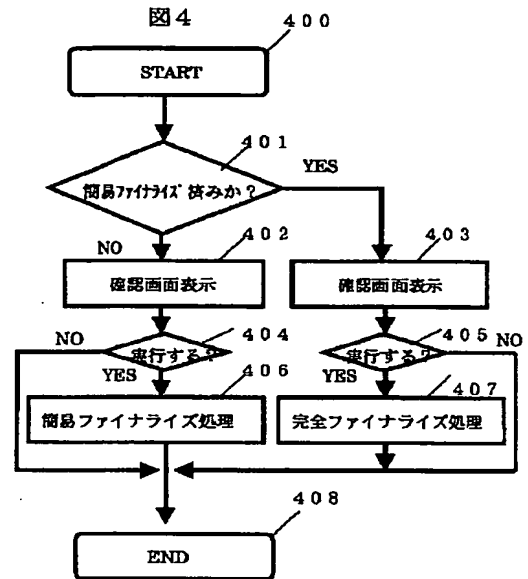 図4
400
START
401
簡易ファイナライズ済みか?
YES
NO
402
403
確認画面表示
確認画面表示
NO
404
405
NO
実行する?
実行する?
YES
406
YES
407
簡易ファイナライズ処理
完全ファイナライズ処理
408
END